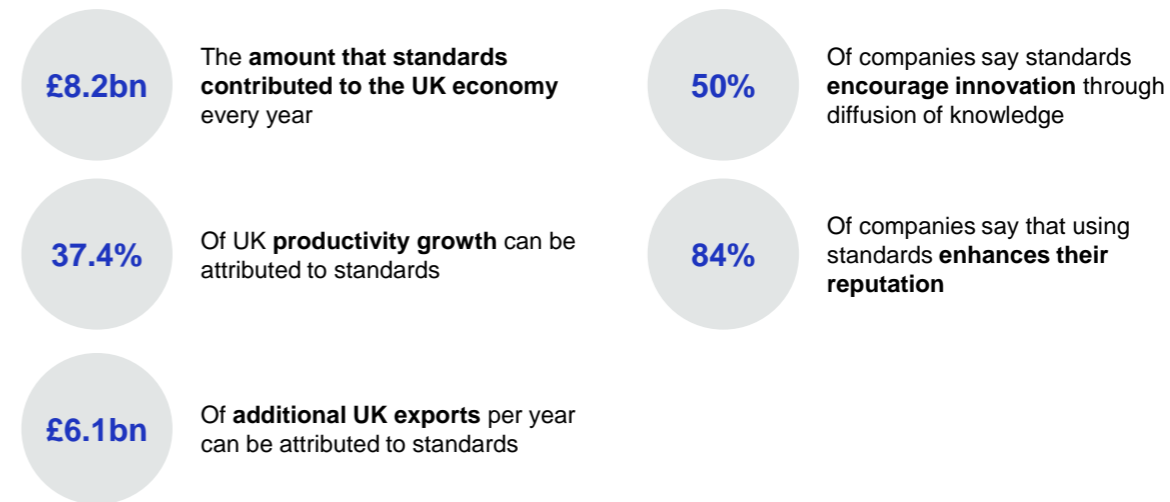 £8.2bn
The amount that standards
contributed to the UK economy
every year
37.4%
Of UK productivity growth can be
attributed to standards
£6.1bn
Of additional UK exports per year
can be attributed to standards
50%
Of companies say standards
encourage innovation through
diffusion of knowledge
84%
Of companies say that using
standards enhances their
reputation